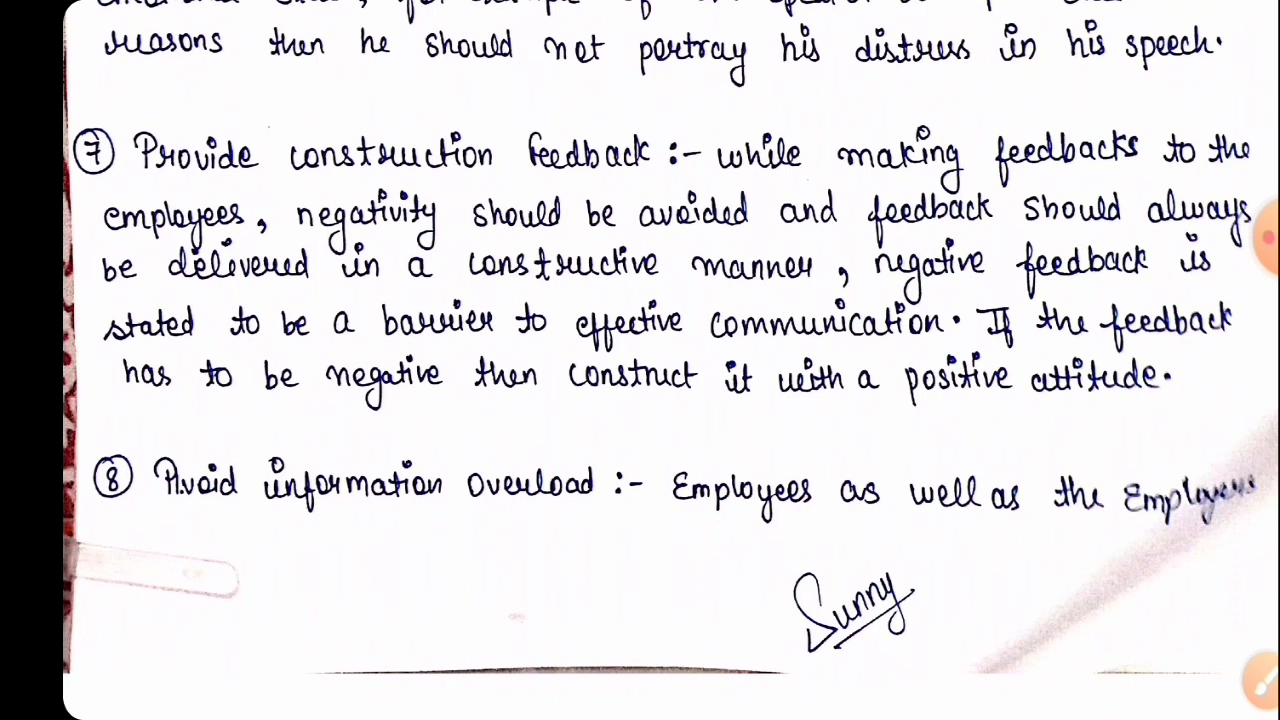 reasons then he should not portray his distress in his speech.
⑦ Provide construction feedback :- while making feedbacks to the
employees, negativity should be avoided and feedback should always
be delivered in a constructive manner, negative feedback is
stated to be a barrier to effective communication. If the feedback
has to be negative then construct it with a positive attitude.
⑧ Avoid information overload :- Employees as well as the Employers
Sunny